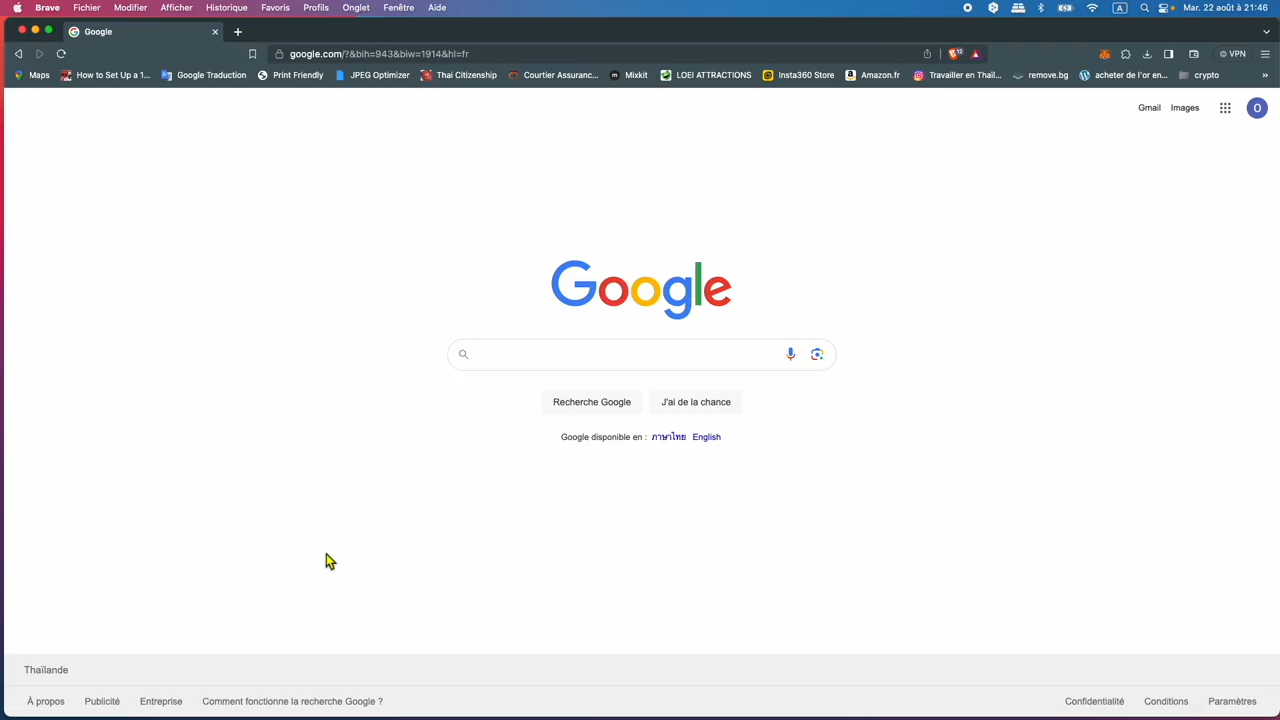 Brave Fichier Modifier Afficher Historique Favoris Profils Onglet Fenêtre Aide A Mar. 22 août à 21:46
Google
google.com/?&bih=943&biw=1914&hl=fr 12 VPN
Maps How to Set Up a 1... Google Traduction Print Friendly JPEG Optimizer Thai Citizenship Courtier Assuranc... Mixkit LOEI ATTRACTIONS Insta360 Store Amazon.fr Travailler en Thaïl... remove.bg acheter de l'or en... crypto »
Gmail Images O
Google
Recherche Google J'ai de la chance
Google disponible en : ภาษาไทย English
Thaïlande
À propos Publicité Entreprise Comment fonctionne la recherche Google ? Confidentialité Conditions Paramètres